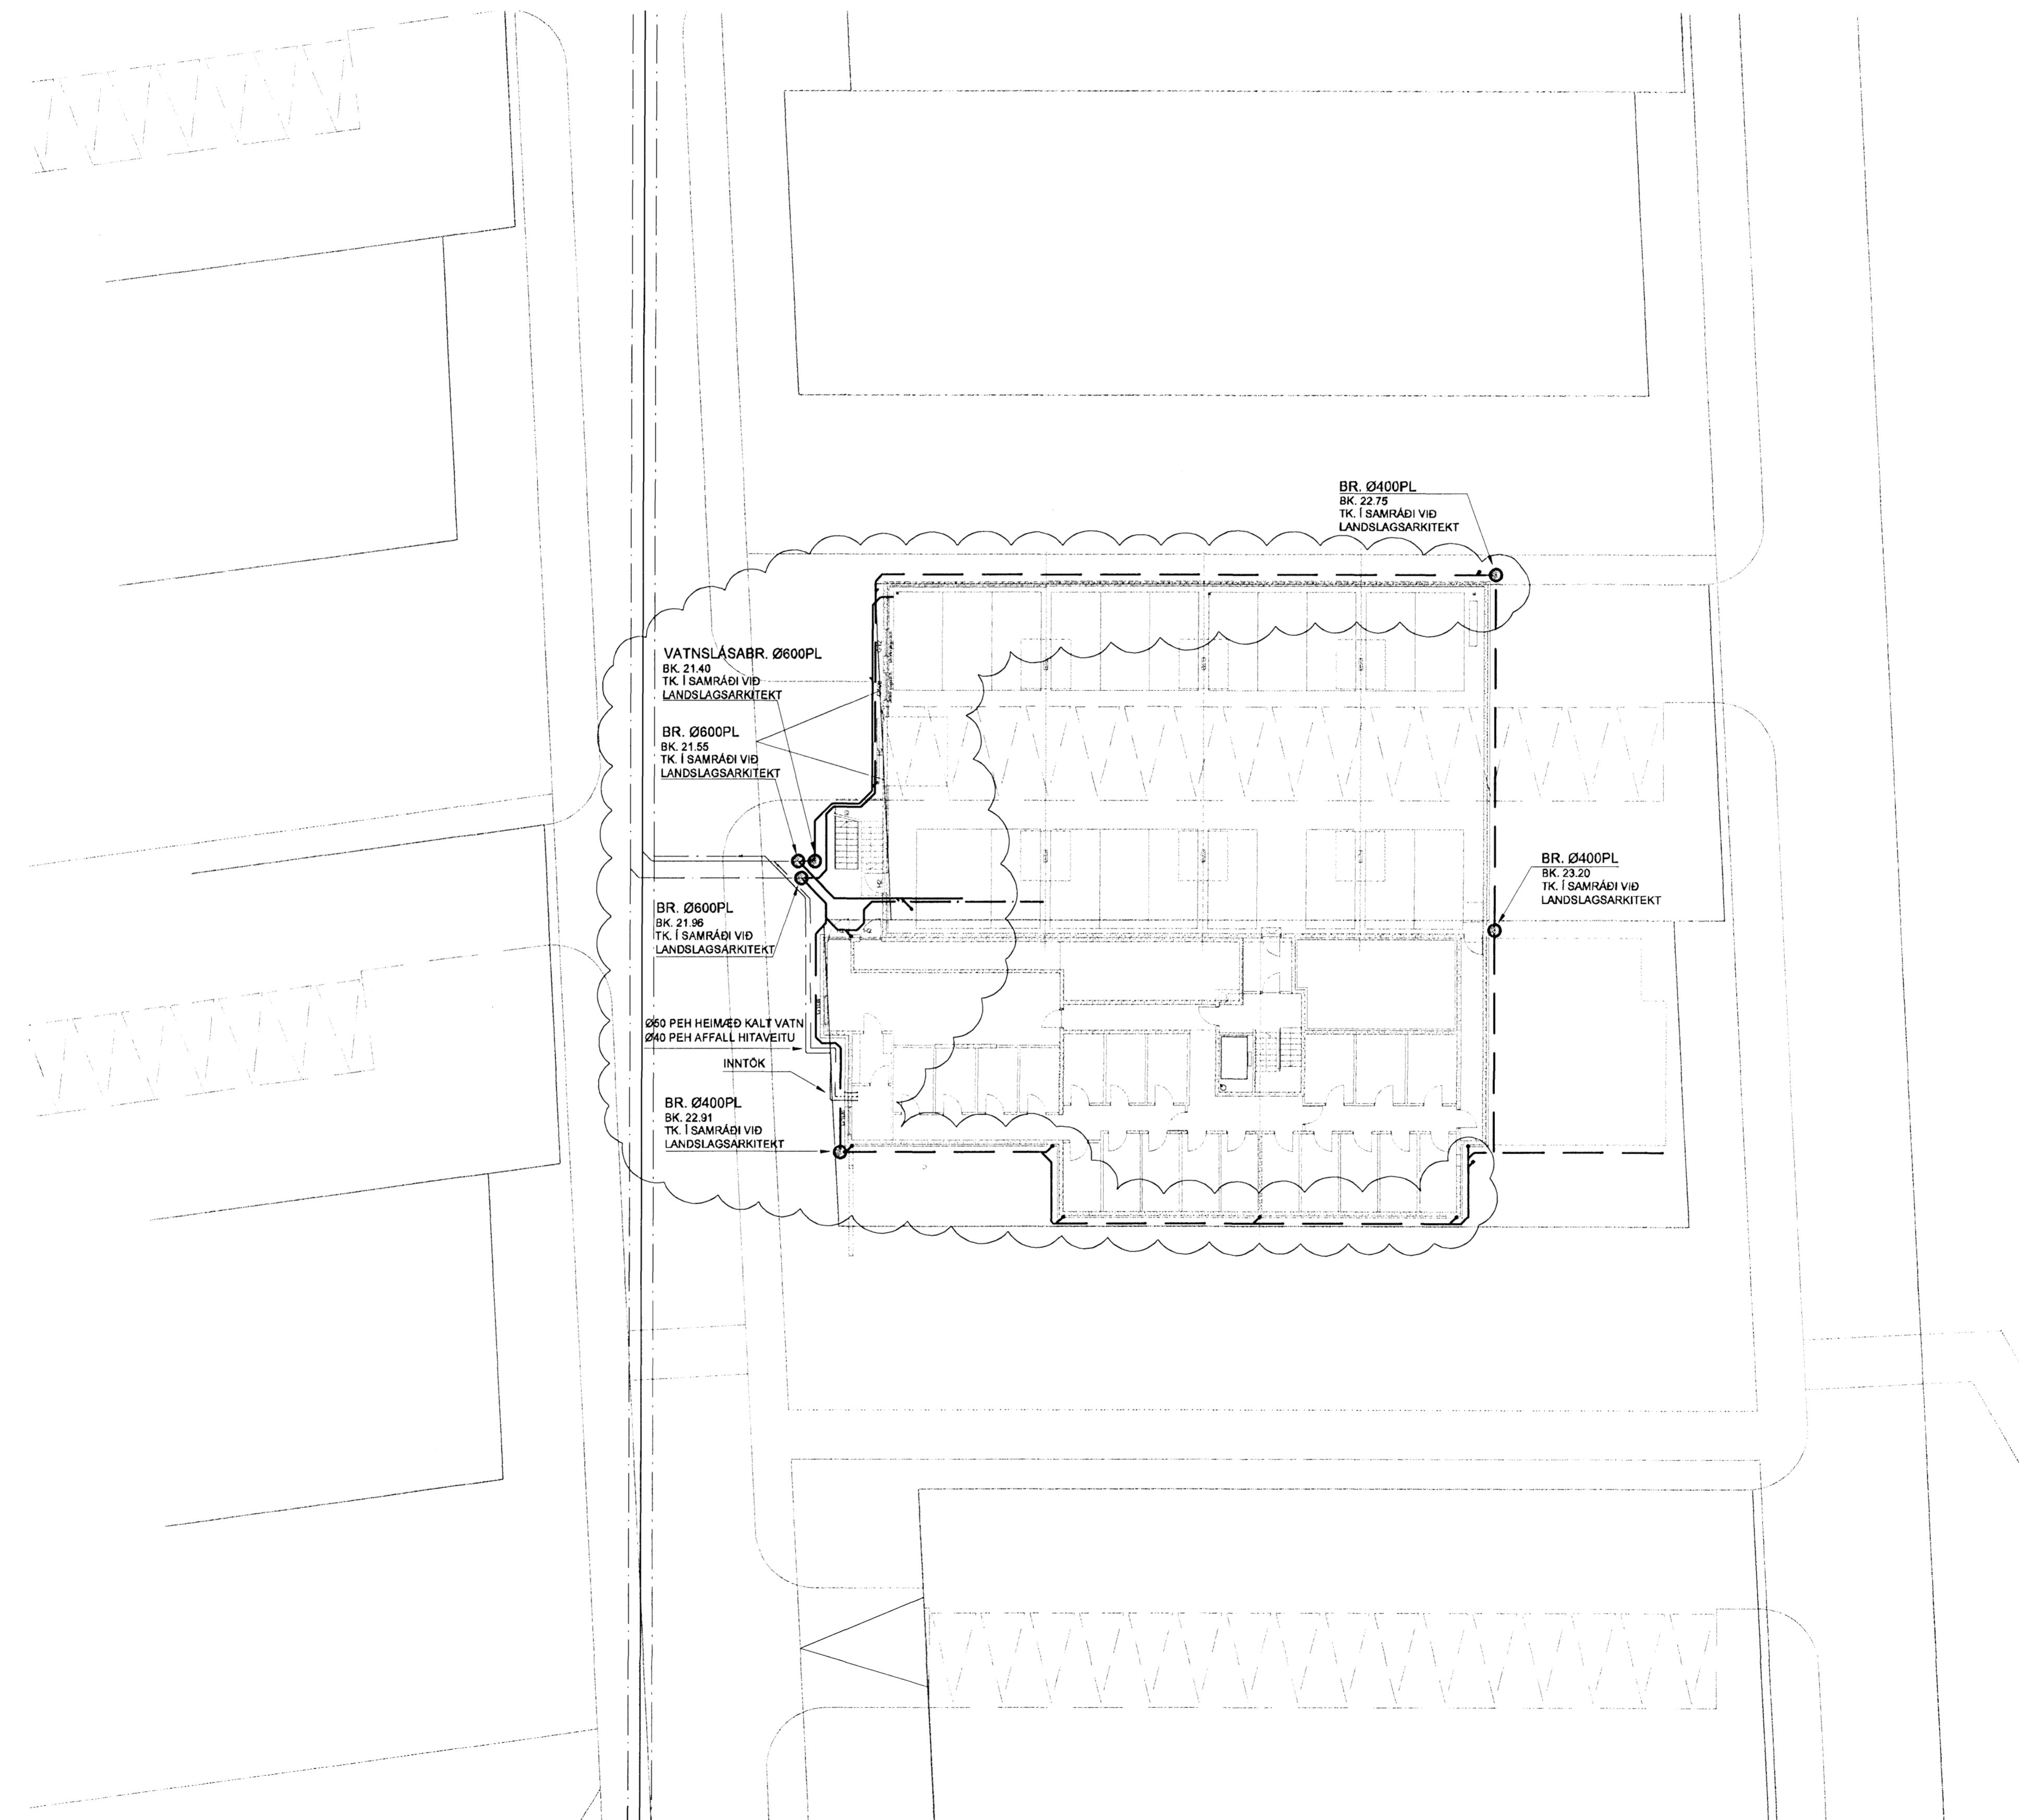 BR. Ø400PL
BK. 22.75
TK. Í SAMRÁÐI VIÐ
LANDSLAGSARKITEKT
VATNSLÁSABR. Ø600PL
BK. 21.40
TK. Í SAMRÁÐI VIÐ
LANDSLAGSARKITEKT
BR. Ø600PL
BK. 21.55
TK. Í SAMRÁÐI VIÐ
LANDSLAGSARKITEKT
BR. Ø400PL
BK. 23.20
TK. Í SAMRÁÐI VIÐ
LANDSLAGSARKITEKT
BR. Ø600PL
BK. 21.96
TK. Í SAMRÁÐI VIÐ
LANDSLAGSARKITEKT
Ø50 PEH HEIMÆÐ KALT VATN
Ø40 PEH AFFALL HITAVEITU
INNTÖK
BR. Ø400PL
BK. 22.91
TK. Í SAMRÁÐI VIÐ
LANDSLAGSARKITEKT